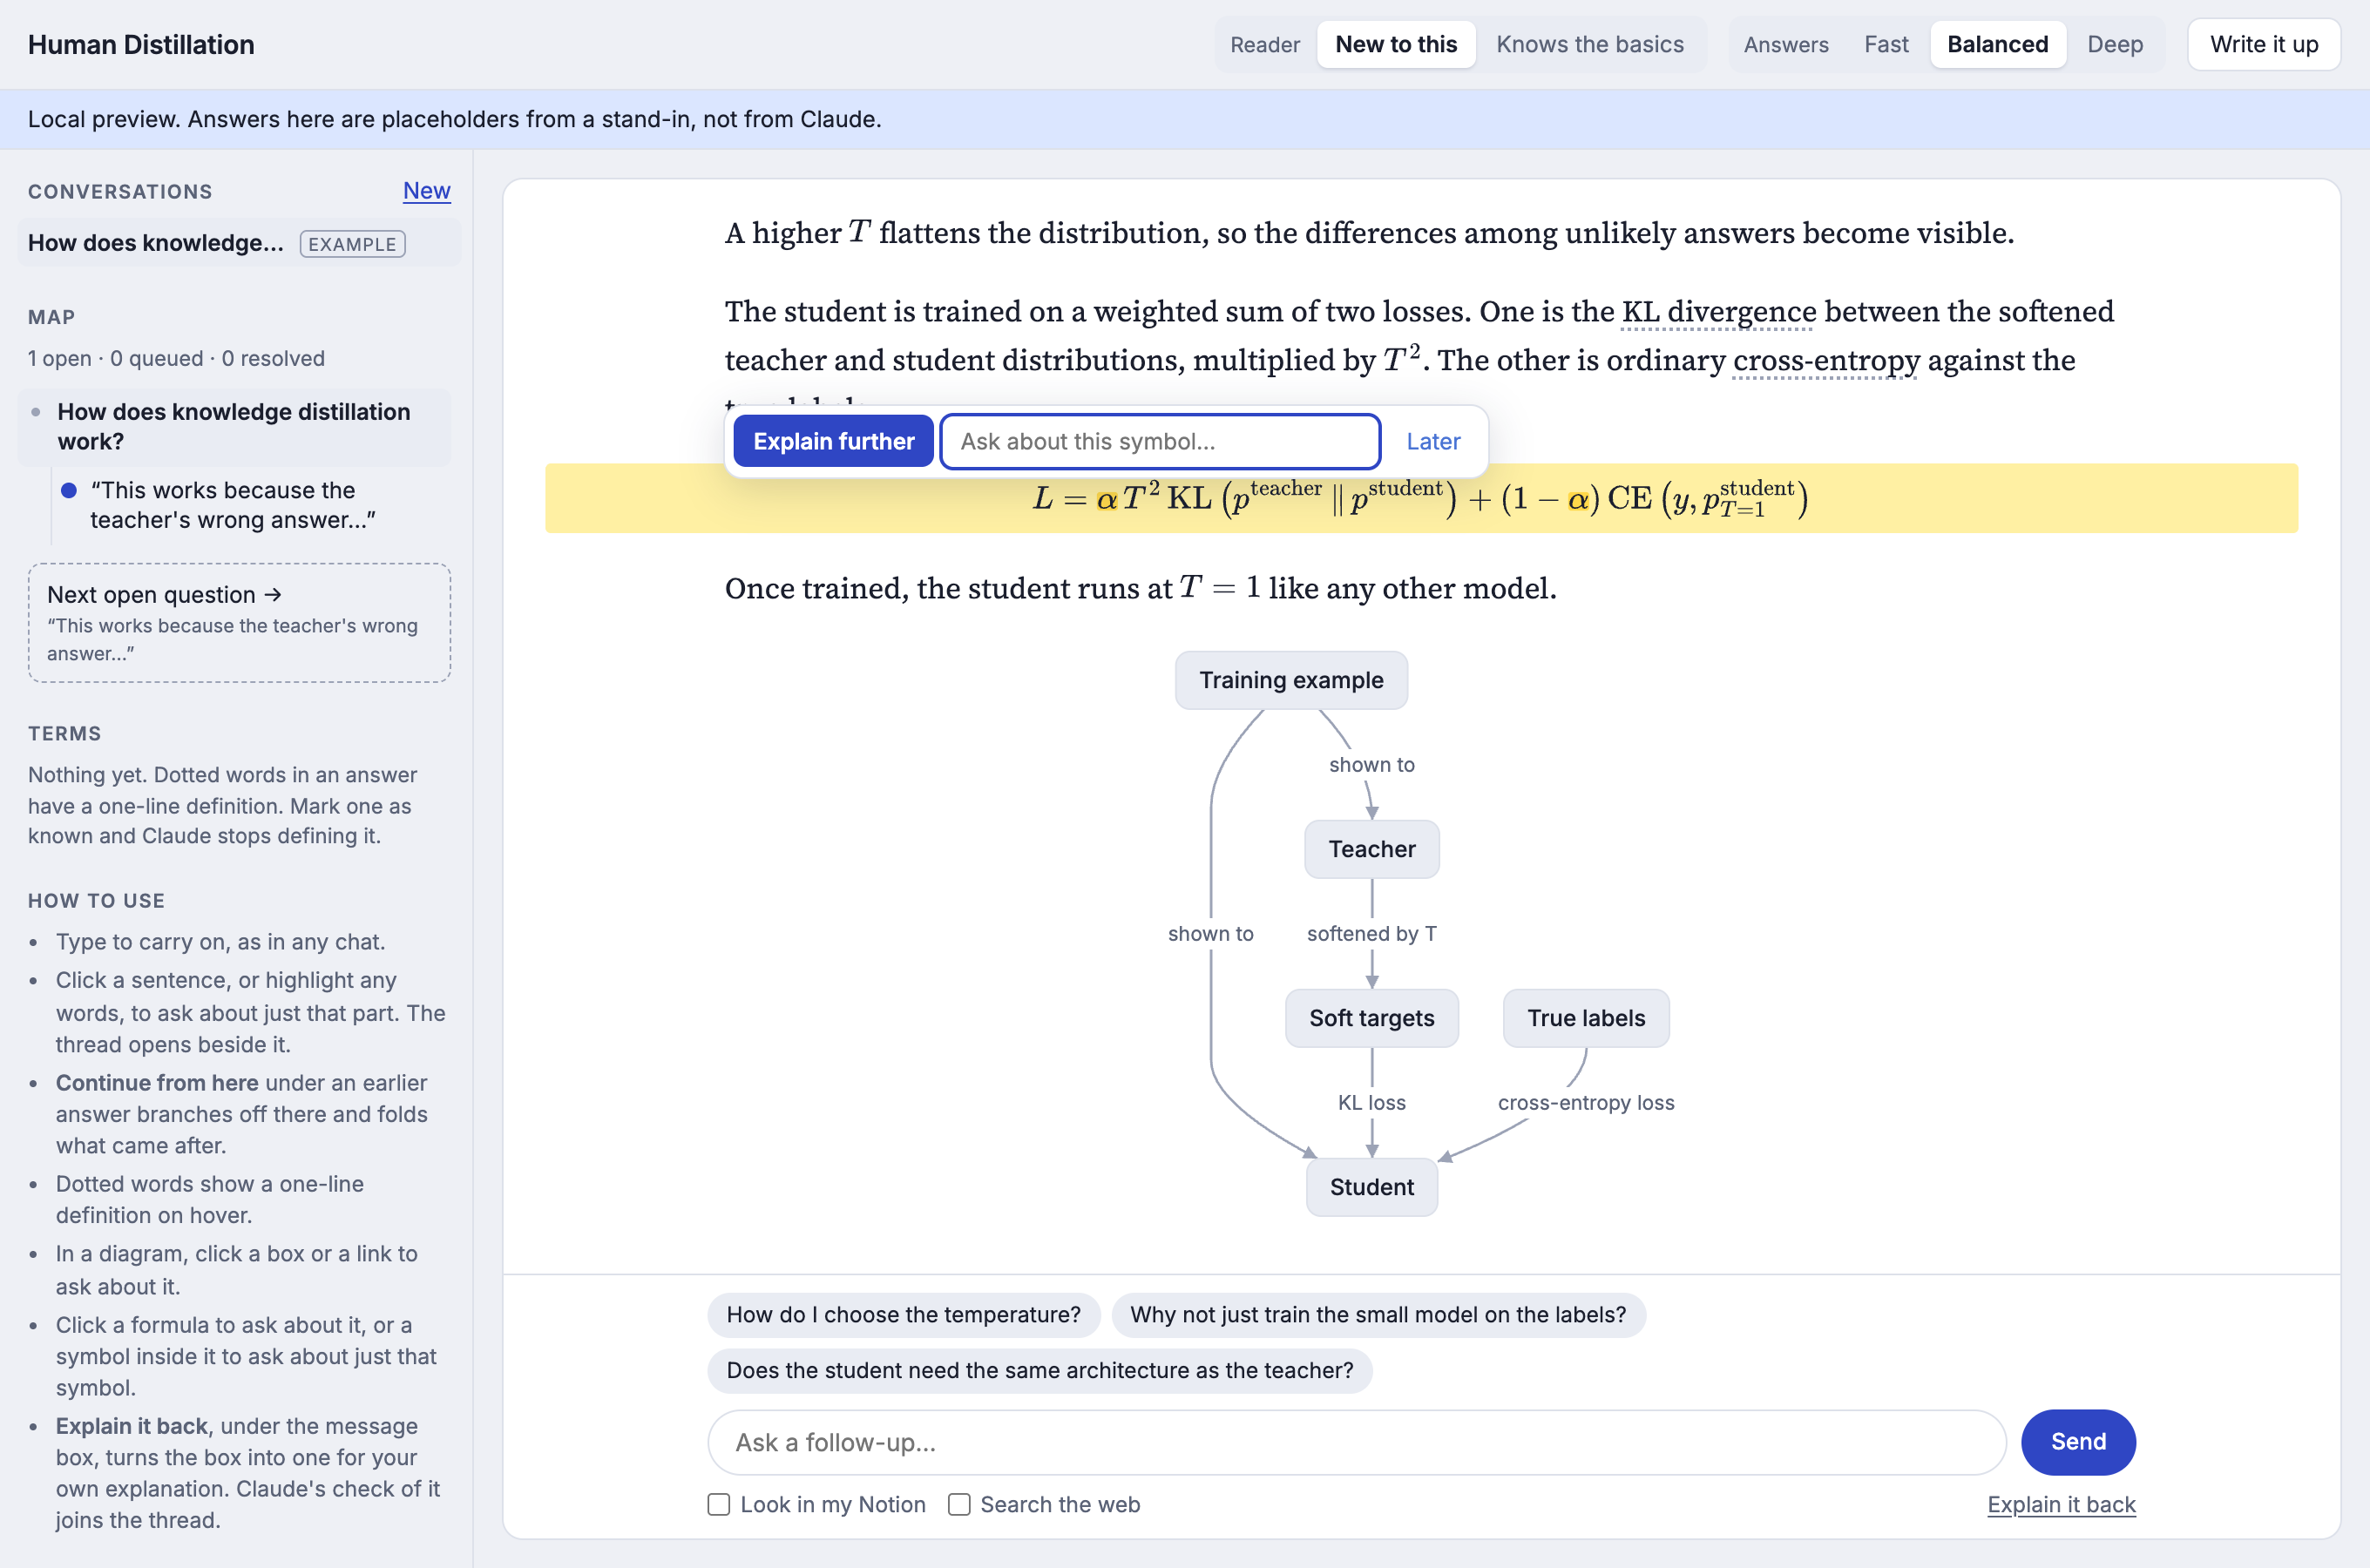 Human Distillation
Reader New to this Knows the basics Answers Fast Balanced Deep Write it up
Local preview. Answers here are placeholders from a stand-in, not from Claude.
CONVERSATIONS New
How does knowledge... EXAMPLE
MAP
1 open · 0 queued · 0 resolved
How does knowledge distillation
work?
“This works because the
teacher's wrong answer...”
Next open question →
“This works because the teacher's wrong
answer...”
TERMS
Nothing yet. Dotted words in an answer
have a one-line definition. Mark one as
known and Claude stops defining it.
HOW TO USE
• Type to carry on, as in any chat.
• Click a sentence, or highlight any
words, to ask about just that part. The
thread opens beside it.
• Continue from here under an earlier
answer branches off there and folds
what came after.
• Dotted words show a one-line
definition on hover.
• In a diagram, click a box or a link to
ask about it.
• Click a formula to ask about it, or a
symbol inside it to ask about just that
symbol.
• Explain it back, under the message
box, turns the box into one for your
own explanation. Claude's check of it
joins the thread.
A higher T flattens the distribution, so the differences among unlikely answers become visible.
The student is trained on a weighted sum of two losses. One is the KL divergence between the softened
teacher and student distributions, multiplied by T². The other is ordinary cross-entropy against the
Explain further Ask about this symbol... Later
L = α T² KL (p^teacher ∥ p^student) + (1 − α) CE (y, p_{T=1}^student)
Once trained, the student runs at T = 1 like any other model.
Training example
shown to
Teacher
shown to softened by T
Soft targets True labels
KL loss cross-entropy loss
Student
How do I choose the temperature? Why not just train the small model on the labels?
Does the student need the same architecture as the teacher?
Ask a follow-up... Send
Look in my Notion Search the web Explain it back